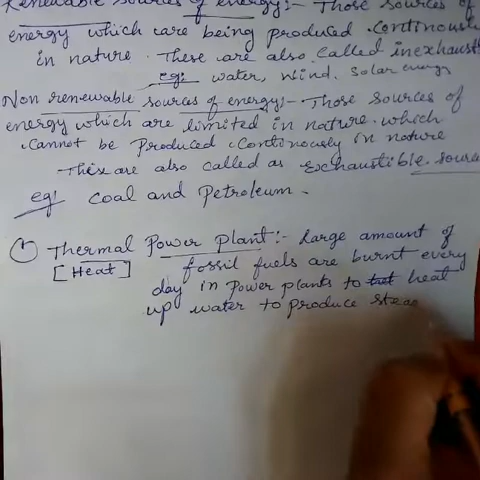 Renewable sources of energy:- Those sources of
energy which are being produced continously
in nature. These are also called inexhaust
eg:- water, wind, solar energy
Non renewable sources of energy:- Those sources of
energy which are limited in nature. which
cannot be Produced continously in nature
These are also called as exhaustible sourc
eg:- coal and Petroleum.
① Thermal Power Plant:- large amount of
[Heat] fossil fuels are burnt every
day in Power plants to heat
up water to produce stea